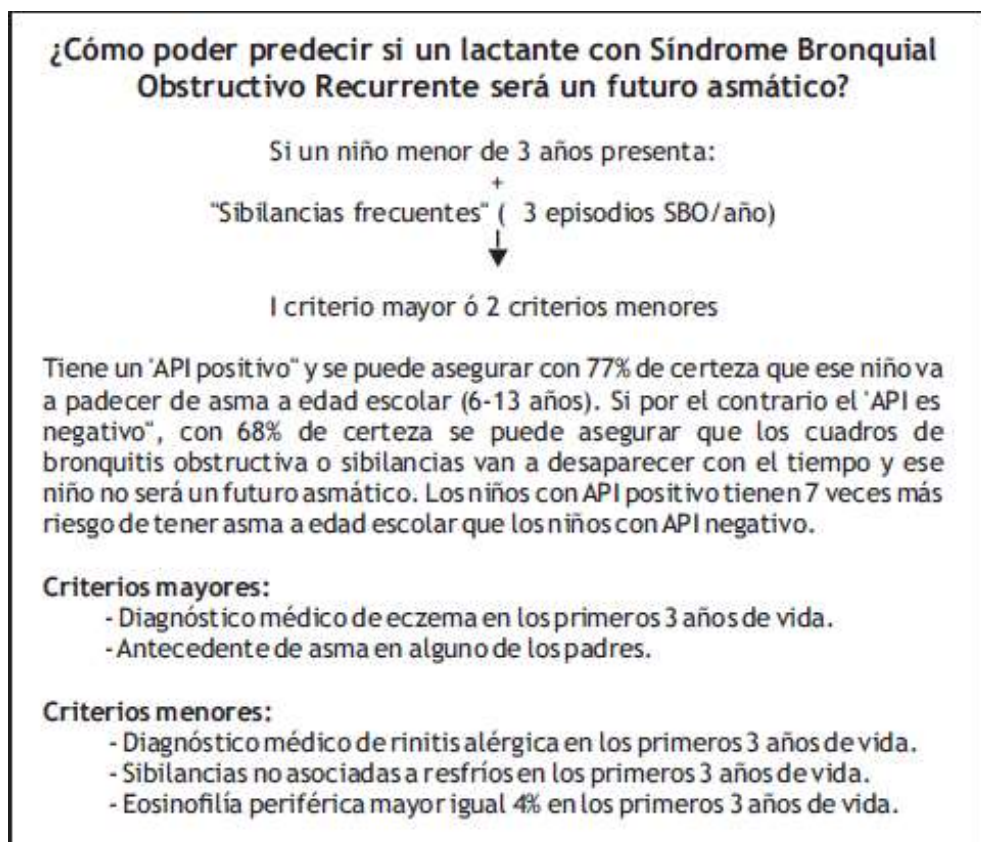 ¿Cómo poder predecir si un lactante con Síndrome Bronquial
Obstructivo Recurrente será un futuro asmático?
Si un niño menor de 3 años presenta:
+
"Sibilancias frecuentes" ( 3 episodios SBO/año)
I criterio mayor ó 2 criterios menores
Tiene un 'API positivo" y se puede asegurar con 77% de certeza que ese niño va
a padecer de asma a edad escolar (6-13 años). Si por el contrario el 'API es
negativo", con 68% de certeza se puede asegurar que los cuadros de
bronquitis obstructiva o sibilancias van a desaparecer con el tiempo y ese
niño no será un futuro asmático. Los niños con API positivo tienen 7 veces más
riesgo de tener asma a edad escolar que los niños con API negativo.
Criterios mayores:
- Diagnóstico médico de eczema en los primeros 3 años de vida.
- Antecedente de asma en alguno de los padres.
Criterios menores:
- Diagnóstico médico de rinitis alérgica en los primeros 3 años de vida.
- Sibilancias no asociadas a resfríos en los primeros 3 años de vida.
- Eosinofilía periférica mayor igual 4% en los primeros 3 años de vida.